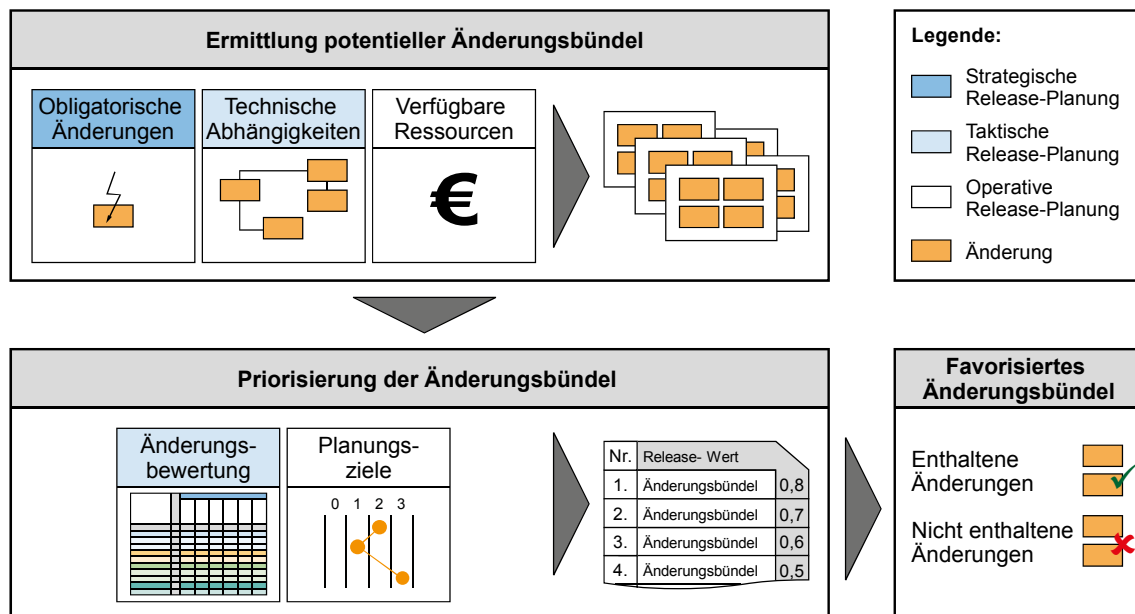 Ermittlung potentieller Änderungsbündel
Obligatorische
Änderungen
Technische
Abhängigkeiten
Verfügbare
Ressourcen
€
Legende:
Strategische
Release-Planung
Taktische
Release-Planung
Operative
Release-Planung
Änderung
Priorisierung der Änderungsbündel
Änderungs-
bewertung
Planungs-
ziele
0 1 2 3
Nr. Release- Wert
1. Änderungsbündel 0,8
2. Änderungsbündel 0,7
3. Änderungsbündel 0,6
4. Änderungsbündel 0,5
Favorisiertes
Änderungsbündel
Enthaltene
Änderungen
Nicht enthaltene
Änderungen